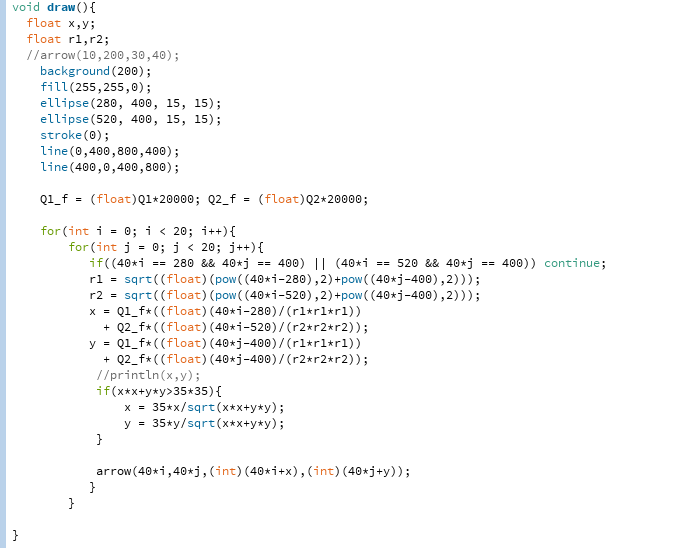 void draw(){
float x,y;
float r1,r2;
//arrow(10,200,30,40);
background(200);
fill(255,255,0);
ellipse(280, 400, 15, 15);
ellipse(520, 400, 15, 15);
stroke(0);
line(0,400,800,400);
line(400,0,400,800);
Q1_f = (float)Q1*20000; Q2_f = (float)Q2*20000;
for(int i = 0; i < 20; i++){
for(int j = 0; j < 20; j++){
if((40*i == 280 && 40*j == 400) || (40*i == 520 && 40*j == 400)) continue;
r1 = sqrt((float)(pow((40*i-280),2)+pow((40*j-400),2)));
r2 = sqrt((float)(pow((40*i-520),2)+pow((40*j-400),2)));
x = Q1_f*((float)(40*i-280)/(r1*r1*r1))
+ Q2_f*((float)(40*i-520)/(r2*r2*r2));
y = Q1_f*((float)(40*j-400)/(r1*r1*r1))
+ Q2_f*((float)(40*j-400)/(r2*r2*r2));
//println(x,y);
if(x*x+y*y>35*35){
x = 35*x/sqrt(x*x+y*y);
y = 35*y/sqrt(x*x+y*y);
}
arrow(40*i,40*j,(int)(40*i+x),(int)(40*j+y));
}
}
}